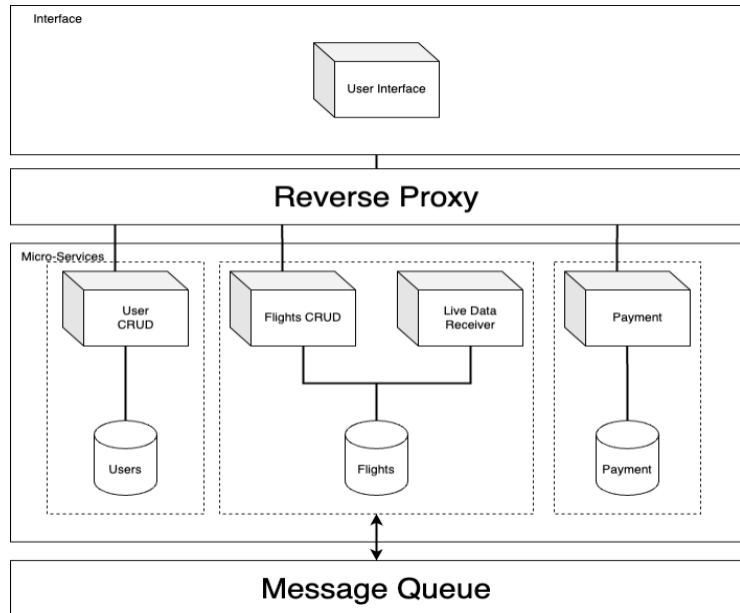 Interface
User Interface
Reverse Proxy
Micro-Services
User
CRUD
Flights CRUD
Live Data
Receiver
Payment
Users
Flights
Payment
Message Queue